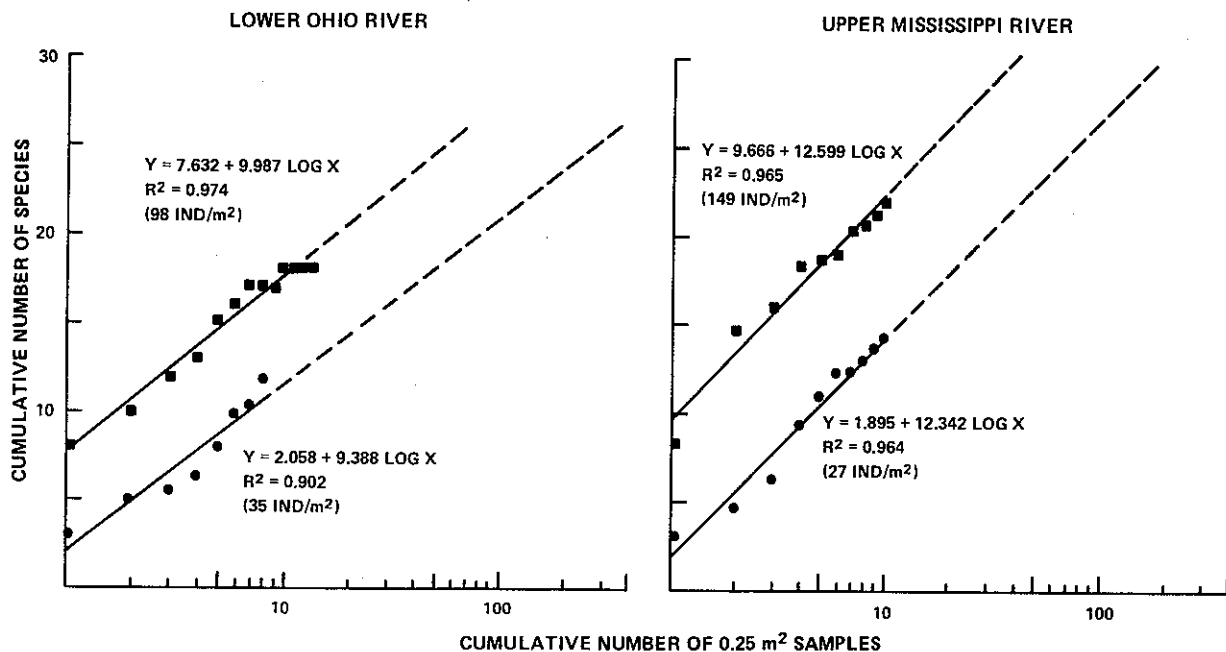 LOWER OHIO RIVER
UPPER MISSISSIPPI RIVER
CUMULATIVE NUMBER OF SPECIES
30
20
10
Y = 7.632 + 9.987 LOG X
R² = 0.974
(98 IND/m²)
Y = 2.058 + 9.388 LOG X
R² = 0.902
(35 IND/m²)
Y = 9.666 + 12.599 LOG X
R² = 0.965
(149 IND/m²)
Y = 1.895 + 12.342 LOG X
R² = 0.964
(27 IND/m²)
10
100
10
100
CUMULATIVE NUMBER OF 0.25 m² SAMPLES